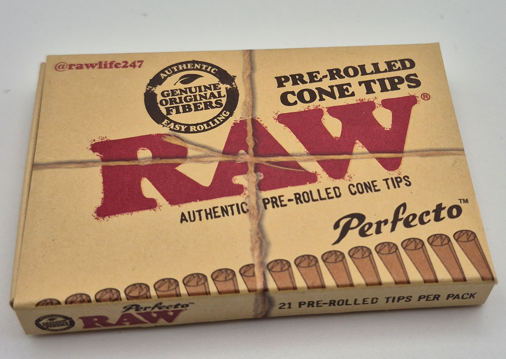 @rawlife247
AUTHENTIC
GENUINE
ORIGINAL
FIBERS
EASY ROLLING
PRE-ROLLED
CONE TIPS
RAW®
AUTHENTIC PRE-ROLLED CONE TIPS
Perfecto™
Perfecto™
RAW
21 PRE-ROLLED TIPS PER PACK